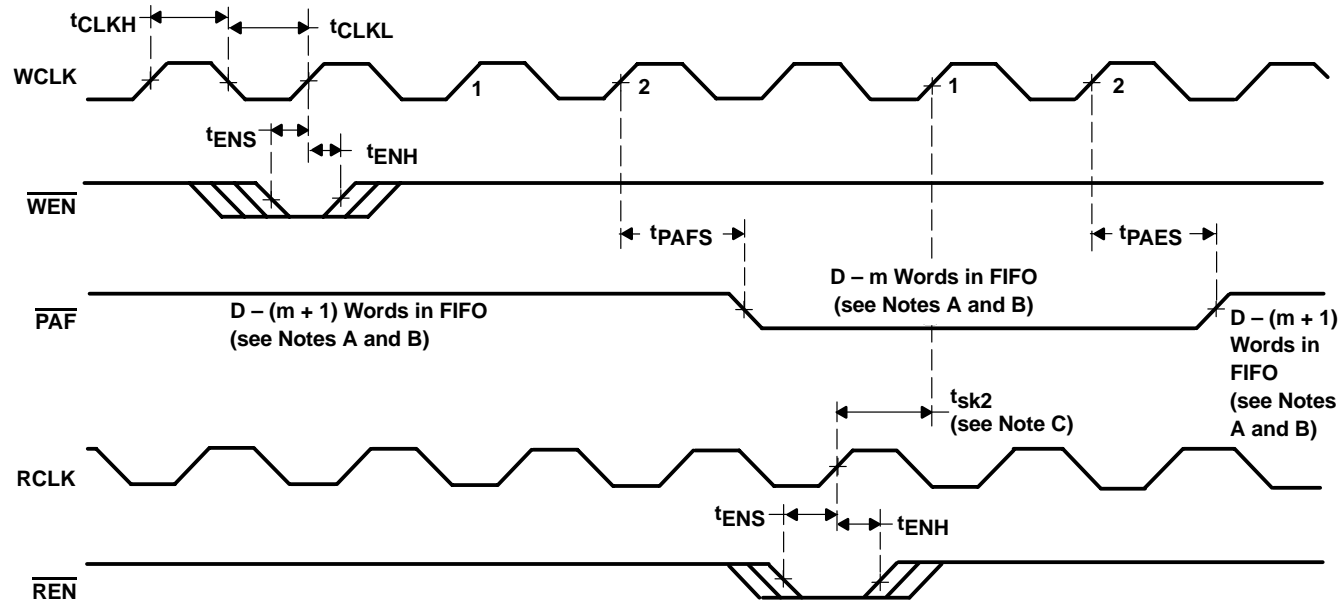 tCLKH
tCLKL
WCLK
1
2
1
2
tENS
tENH
WEN
tPAFS
tPAES
D – m Words in FIFO
(see Notes A and B)
PAF
D – (m + 1) Words in FIFO
(see Notes A and B)
D – (m + 1)
Words in
FIFO
(see Notes
A and B)
tsk2
(see Note C)
RCLK
tENS
tENH
REN